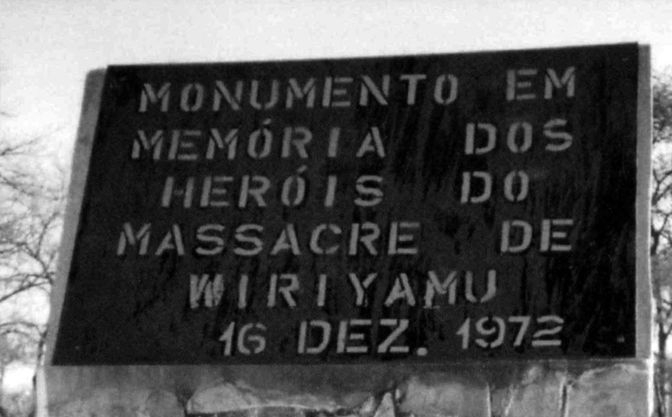 MONUMENTO EM
MEMÓRIA DOS
HERÓIS DO
MASSACRE DE
WIRIYAMU
16 DEZ. 1972